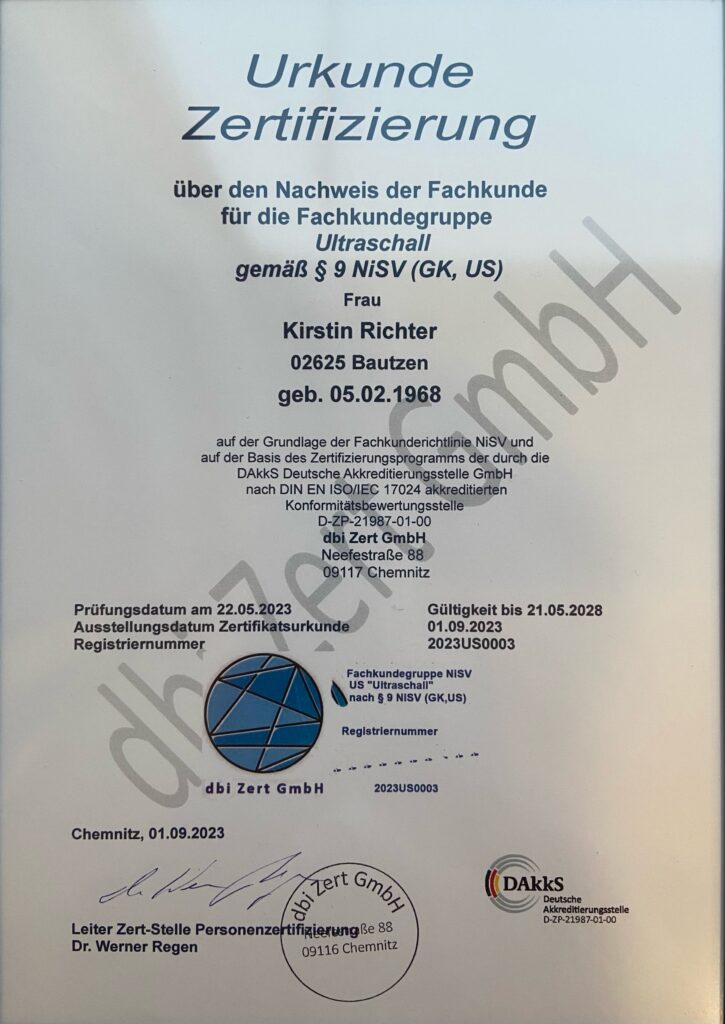 Urkunde
Zertifizierung
über den Nachweis der Fachkunde
für die Fachkundegruppe
Ultraschall
gemäß § 9 NiSV (GK, US)
Frau
Kirstin Richter
02625 Bautzen
geb. 05.02.1968
auf der Grundlage der Fachkunderichtlinie NiSV und
auf der Basis des Zertifizierungsprogramms der durch die
DAkkS Deutsche Akkreditierungsstelle GmbH
nach DIN EN ISO/IEC 17024 akkreditierten
Konformitätsbewertungsstelle
D-ZP-21987-01-00
dbi Zert GmbH
Neefestraße 88
09117 Chemnitz
dbi Zert GmbH
Prüfungsdatum am 22.05.2023 Gültigkeit bis 21.05.2028
Ausstellungsdatum Zertifikatsurkunde 01.09.2023
Registriernummer 2023US0003
Fachkundegruppe NiSV
US "Ultraschall"
nach § 9 NiSV (GK,US)
Registriernummer
dbi Zert GmbH 2023US0003
Chemnitz, 01.09.2023
Leiter Zert-Stelle Personenzertifizierung
Dr. Werner Regen
dbi Zert GmbH
Neefestraße 88
09116 Chemnitz
DAkkS
Deutsche
Akkreditierungsstelle
D-ZP-21987-01-00